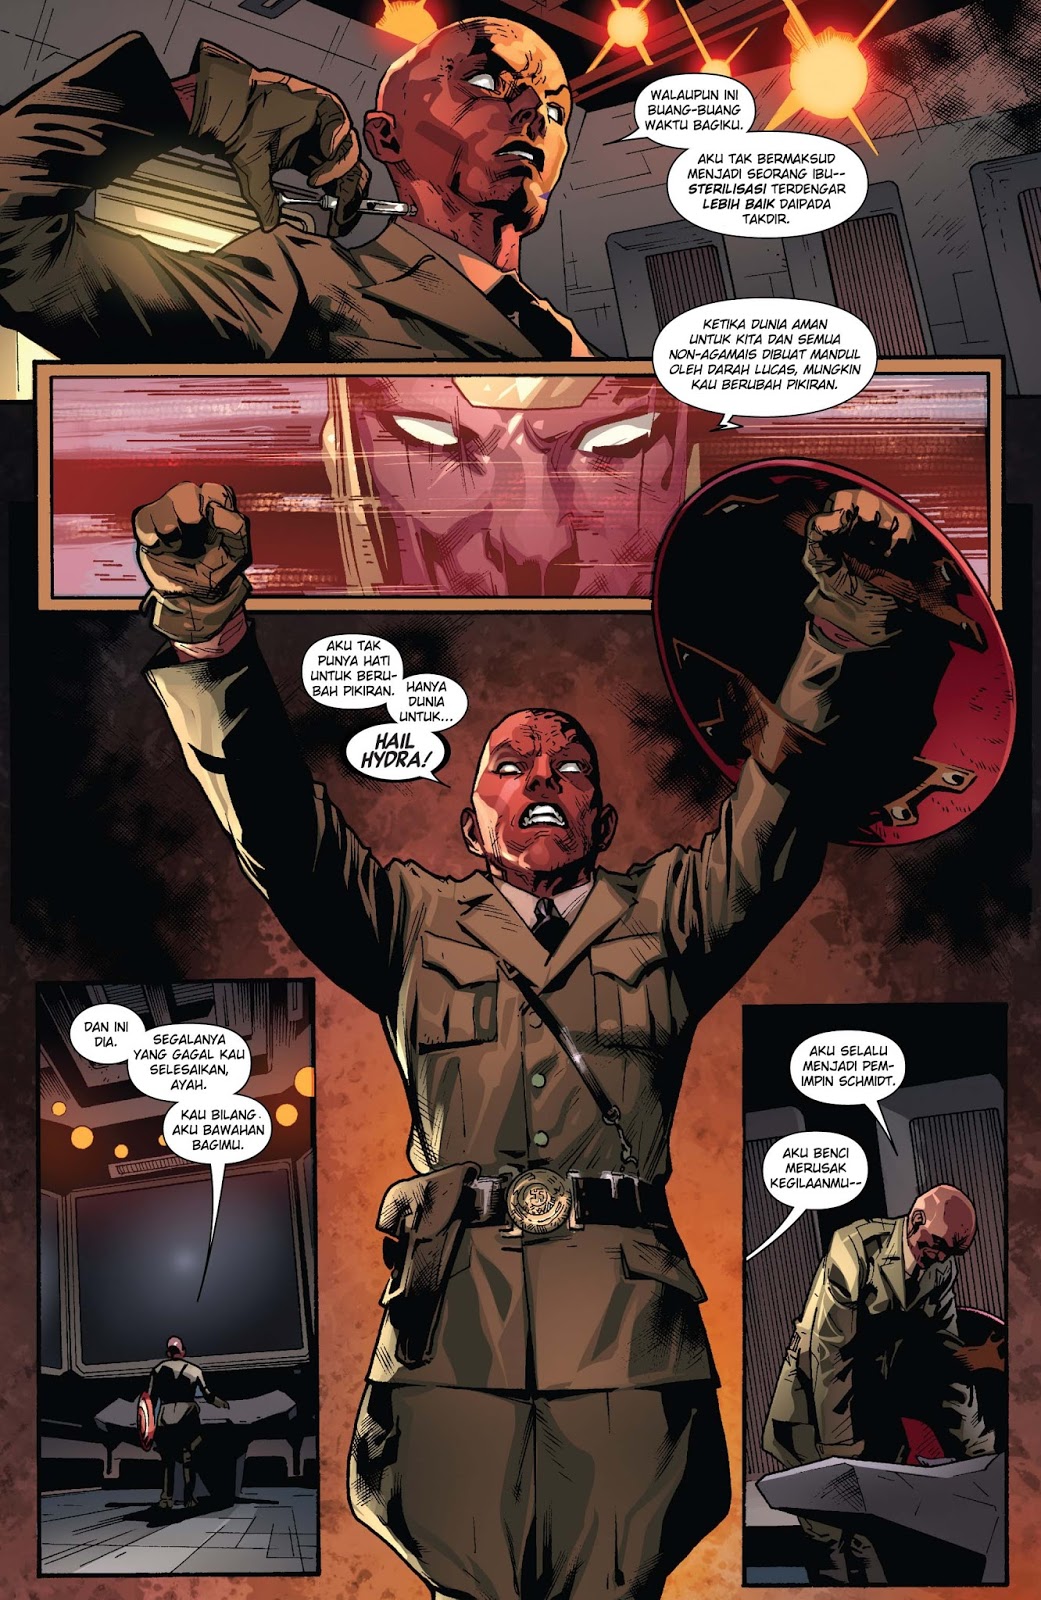 WALAUPUN INI
BUANG-BUANG
WAKTU BAGIKU.
AKU TAK BERMAKSUD
MENJADI SEORANG IBU--
STERILISASI TERDENGAR
LEBIH BAIK DAIPADA
TAKDIR.
KETIKA DUNIA AMAN
UNTUK KITA DAN SEMUA
NON-AGAMAIS DIBUAT MANDUL
OLEH DARAH LUCAS, MUNGKIN
KAU BERUBAH PIKIRAN.
AKU TAK
PUNYA HATI
UNTUK BERU-
BAH PIKIRAN.
HANYA
DUNIA
UNTUK...
HAIL
HYDRA!
DAN INI
DIA.
SEGALANYA
YANG GAGAL KAU
SELESAIKAN,
AYAH.
KAU BILANG
AKU BAWAHAN
BAGIMU.
AKU SELALU
MENJADI PEM-
IMPIN SCHMIDT.
AKU BENCI
MERUSAK
KEGILAANMU--